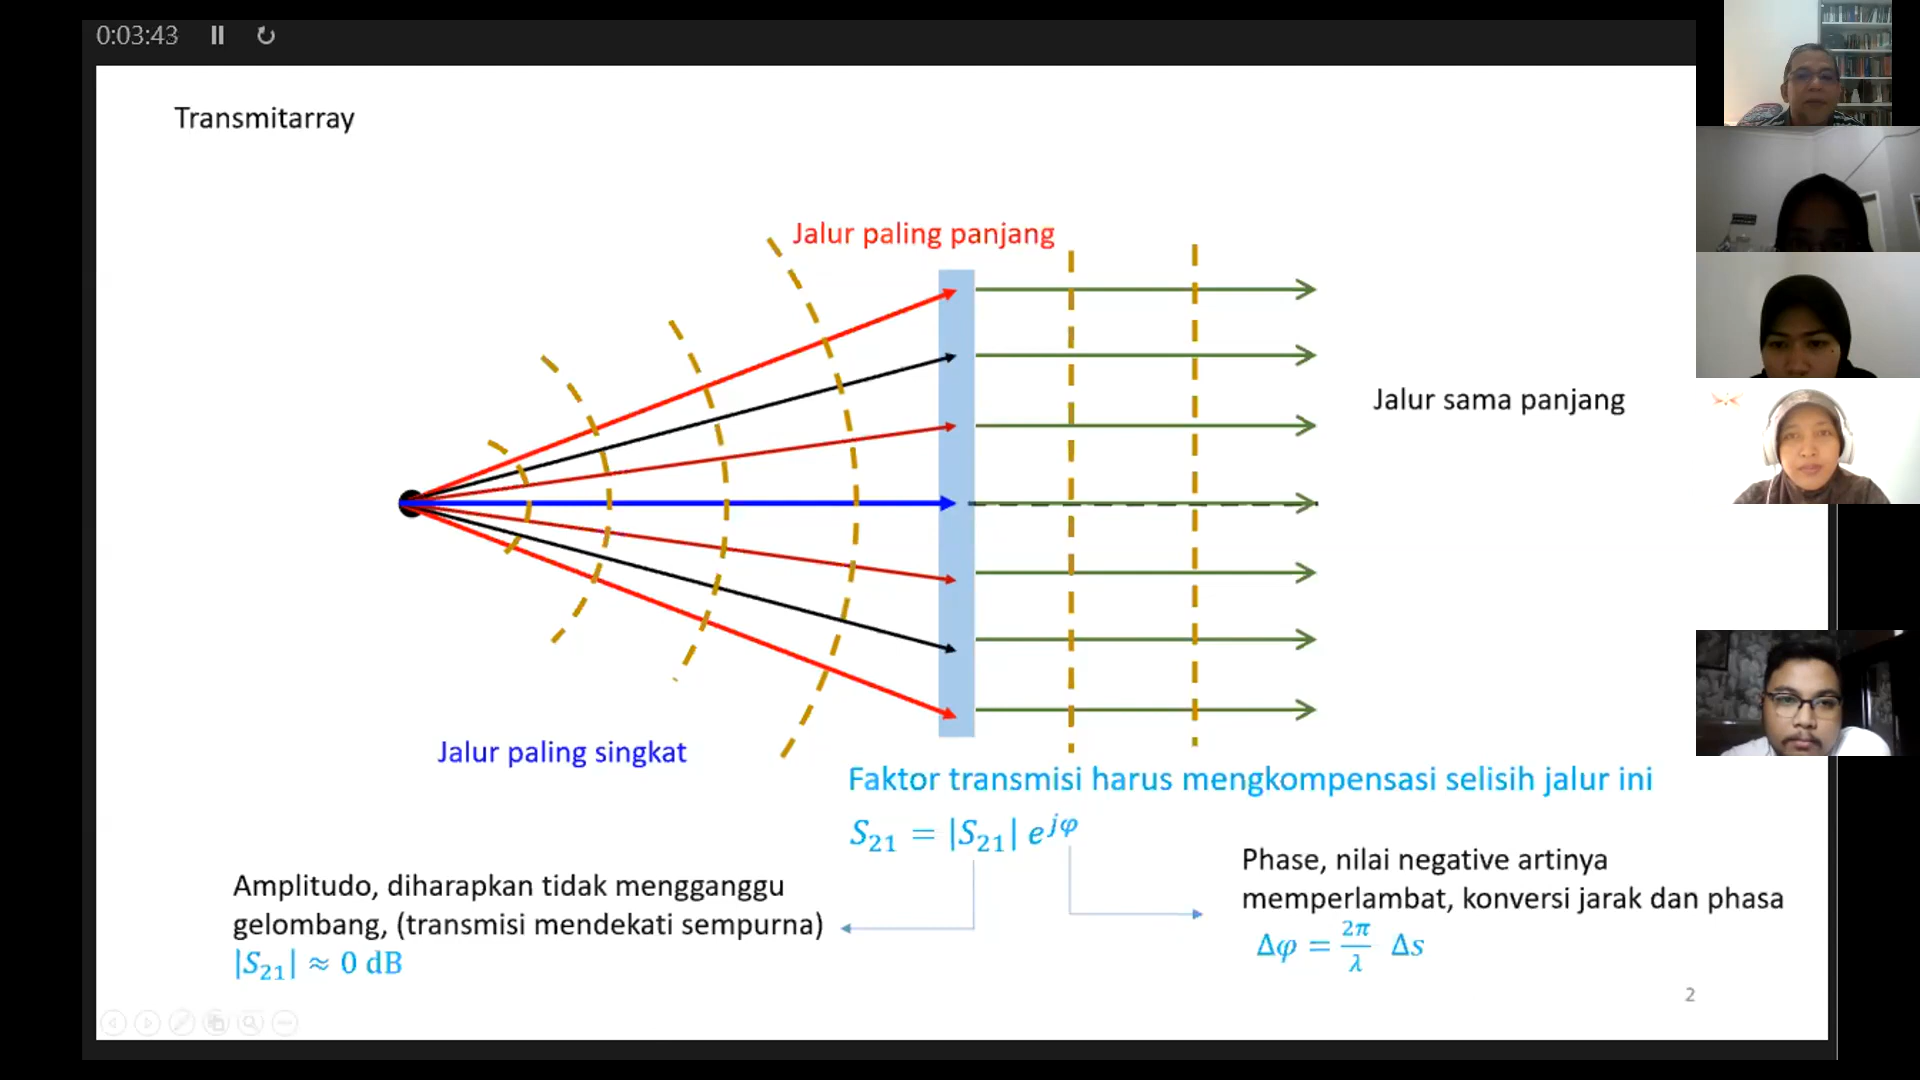 0:03:43
Transmitarray
Jalur paling panjang
Jalur sama panjang
Jalur paling singkat
Faktor transmisi harus mengkompensasi selisih jalur ini
S₂₁ = |S₂₁| e^{jφ}
Amplitudo, diharapkan tidak mengganggu
gelombang, (transmisi mendekati sempurna)
|S₂₁| ≈ 0 dB
Phase, nilai negative artinya
memperlambat, konversi jarak dan phasa
Δφ = 2π/λ Δs
2